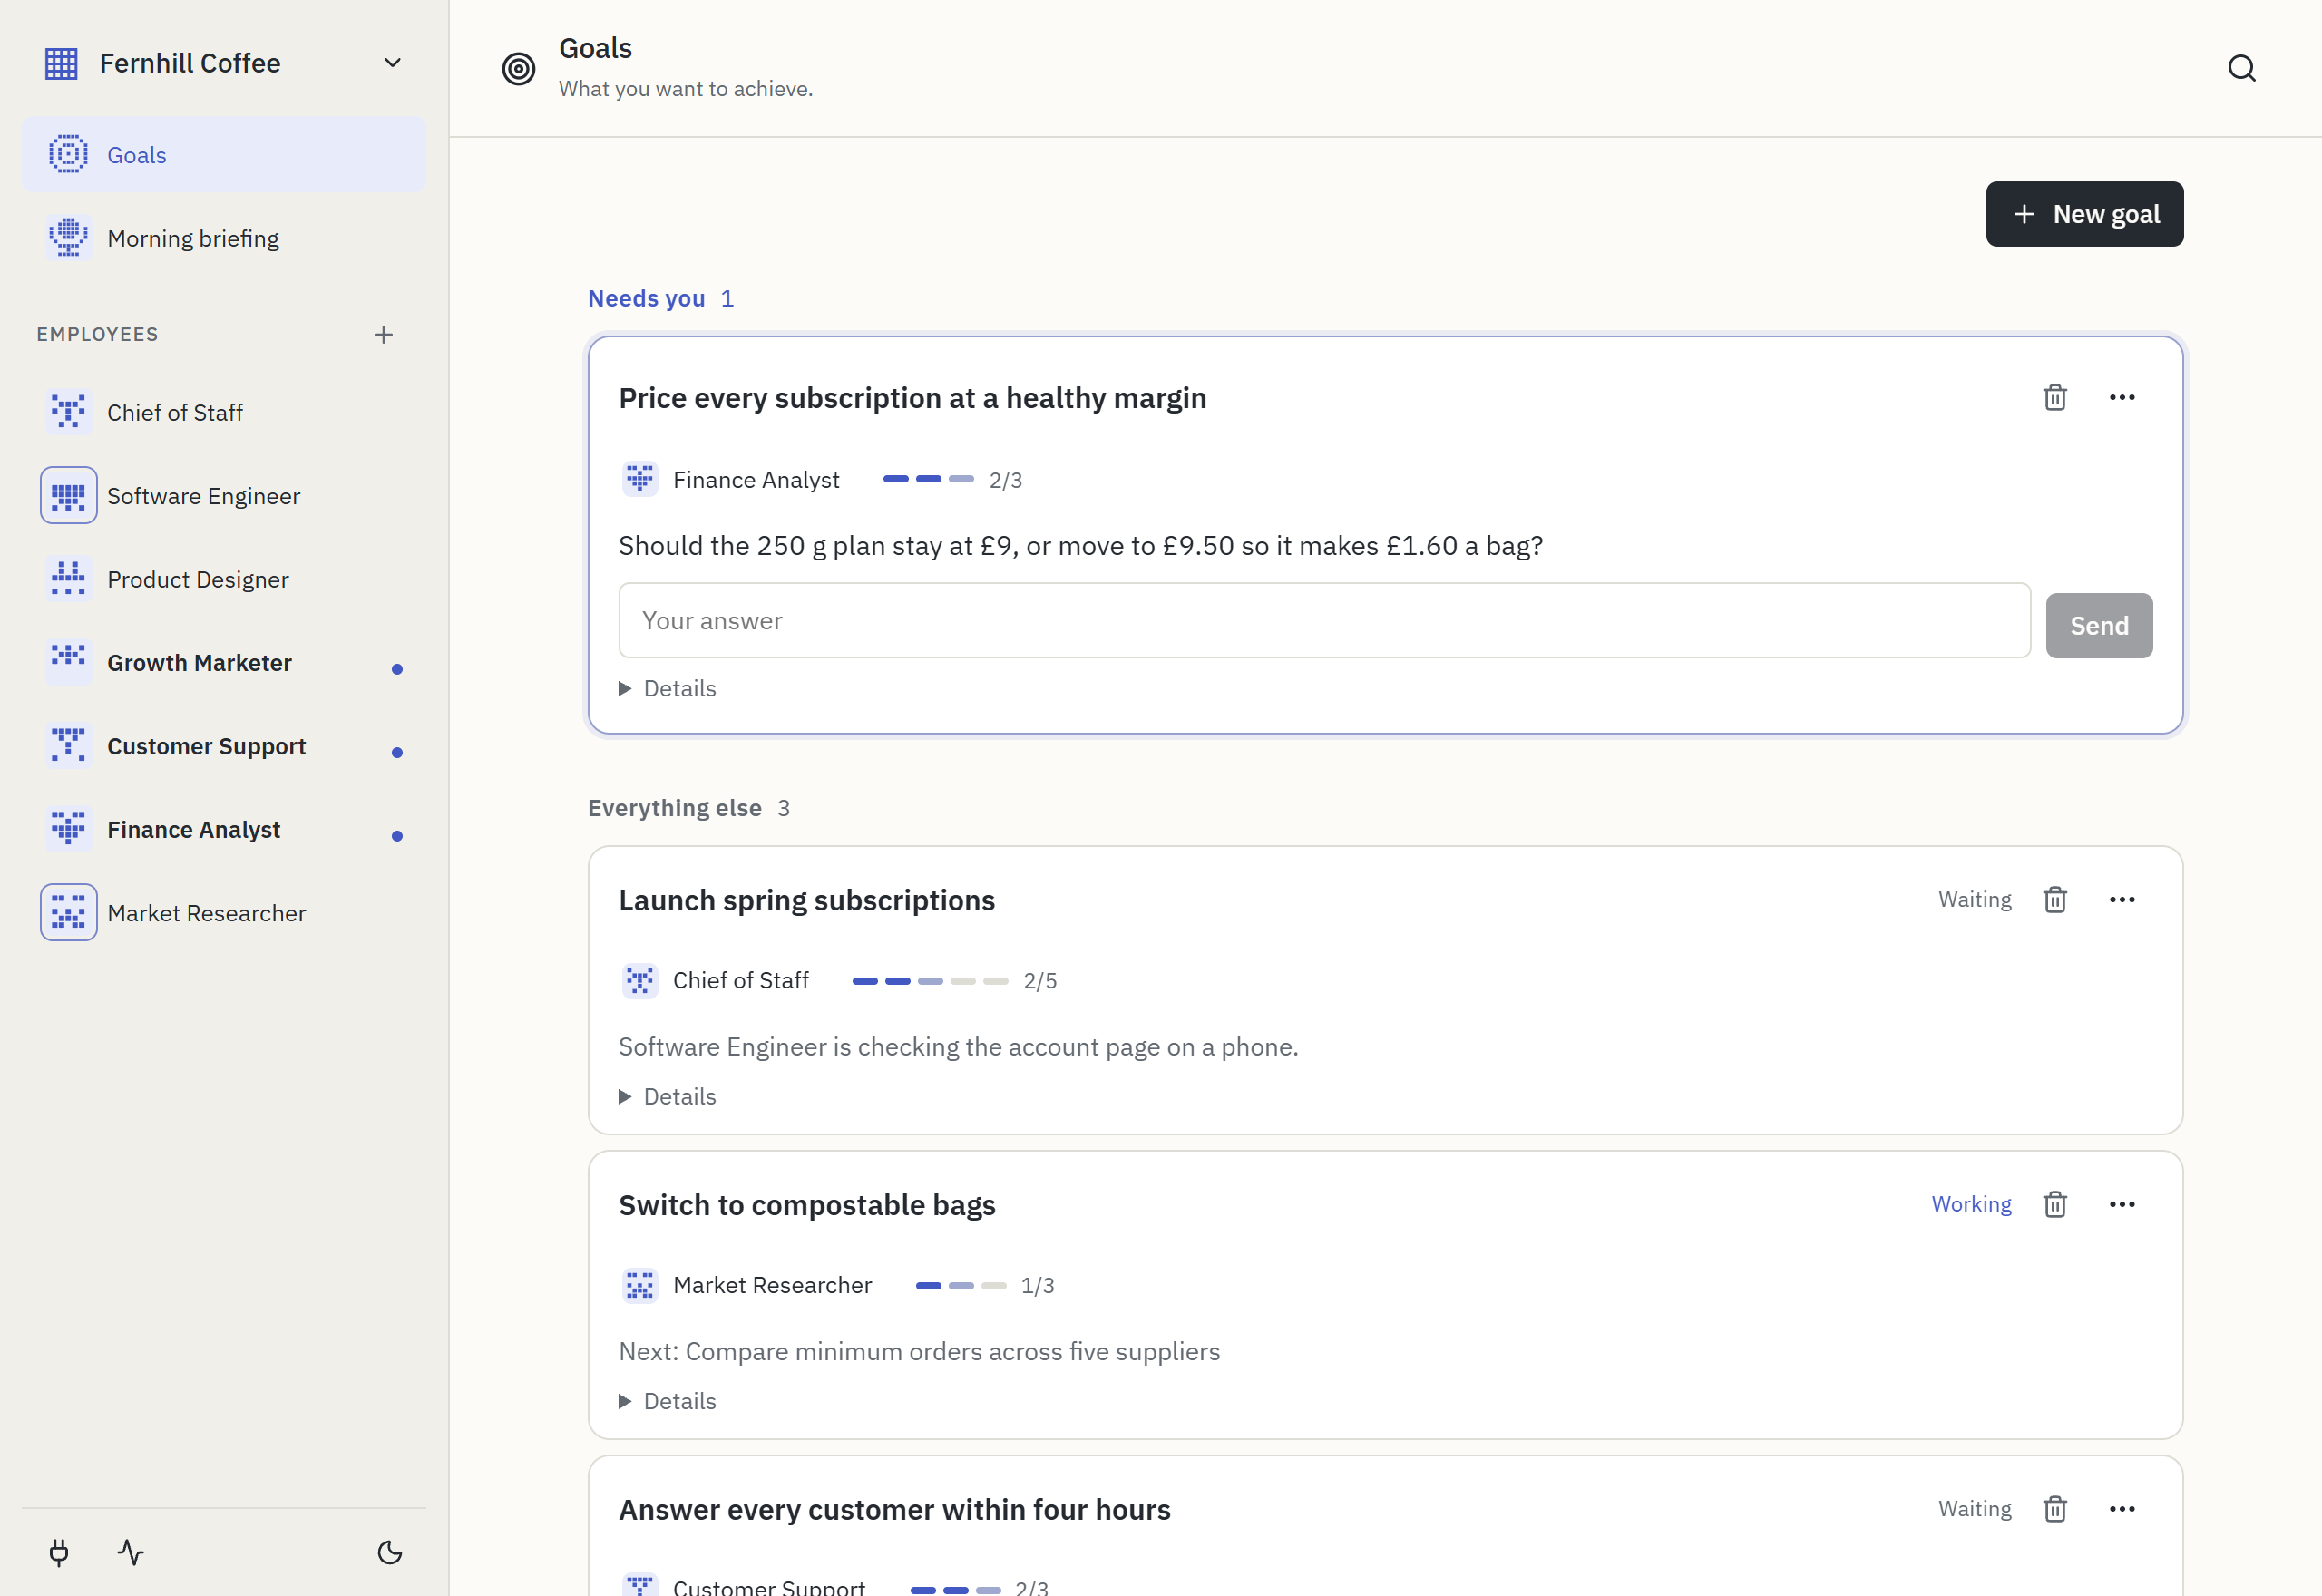 Fernhill Coffee
Goals
Morning briefing
EMPLOYEES
Chief of Staff
Software Engineer
Product Designer
Growth Marketer
Customer Support
Finance Analyst
Market Researcher
Goals
What you want to achieve.
New goal
Needs you 1
Price every subscription at a healthy margin
Finance Analyst 2/3
Should the 250 g plan stay at £9, or move to £9.50 so it makes £1.60 a bag?
Your answer
Send
Details
Everything else 3
Launch spring subscriptions
Waiting
Chief of Staff 2/5
Software Engineer is checking the account page on a phone.
Details
Switch to compostable bags
Working
Market Researcher 1/3
Next: Compare minimum orders across five suppliers
Details
Answer every customer within four hours
Waiting
Customer Support 2/3